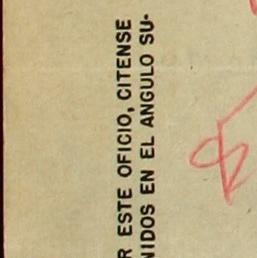 R ESTE OFICIO, CITENSE
NIDOS EN EL ANGULO SU-